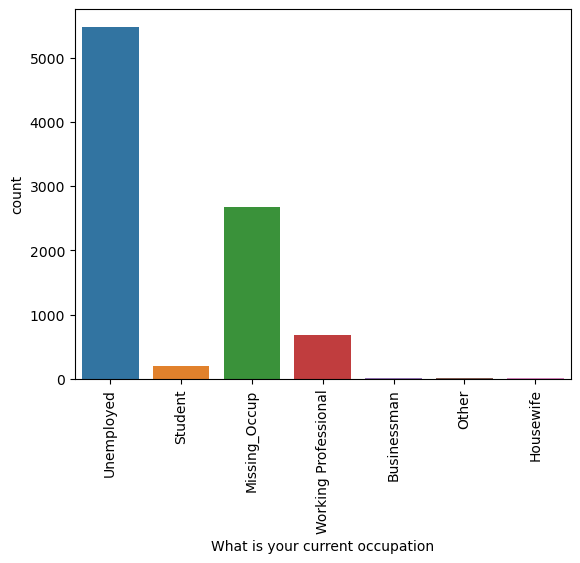 5000
4000
3000
2000
1000
0
count
Unemployed
Student
Missing_Occup
Working Professional
Businessman
Other
Housewife
What is your current occupation